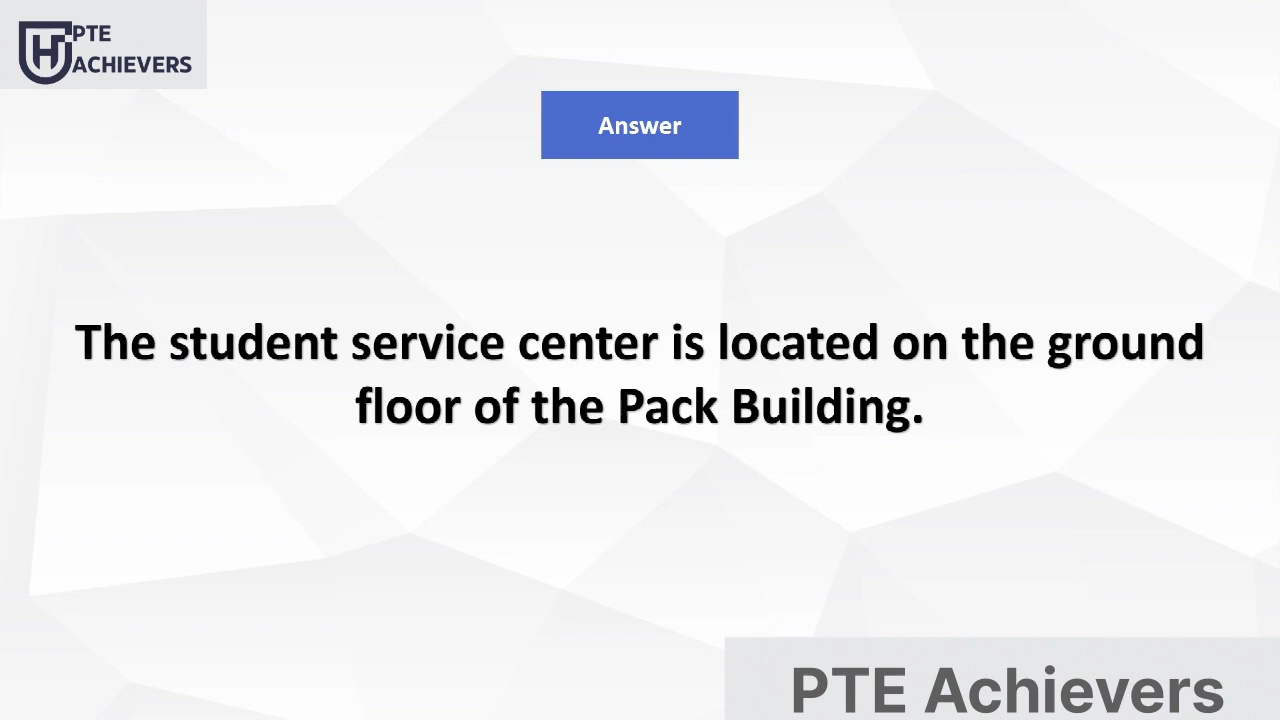 PTE
ACHIEVERS
Answer
The student service center is located on the ground
floor of the Pack Building.
PTE Achievers